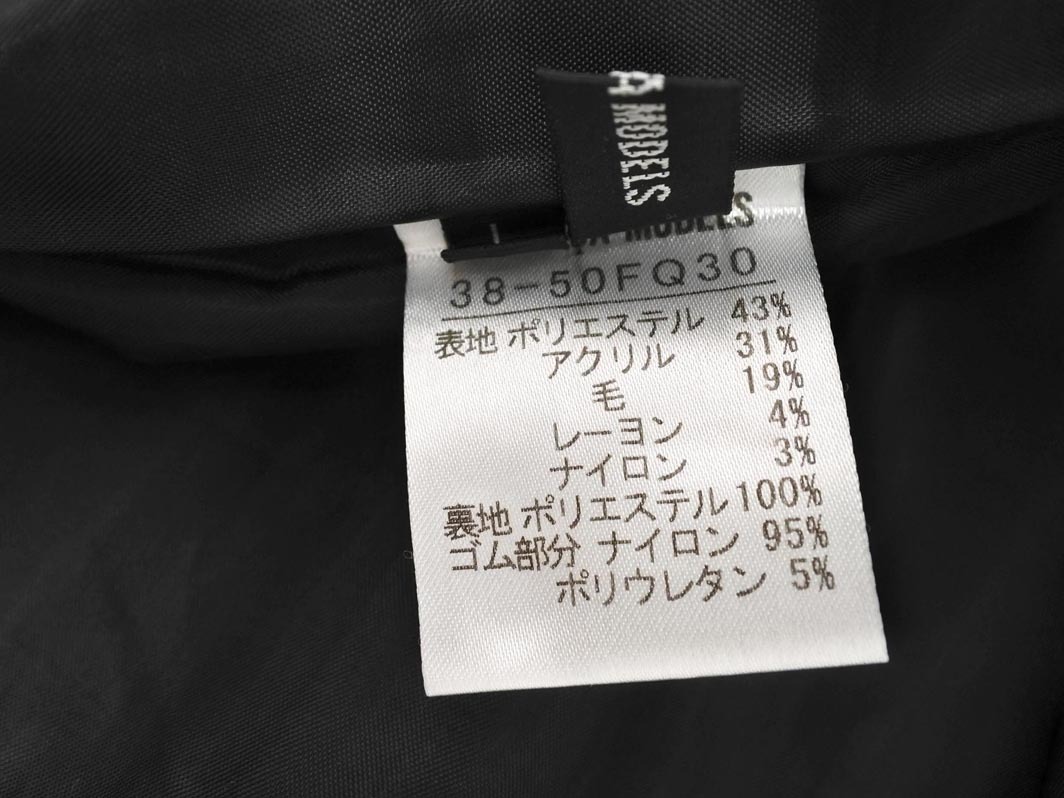 MODELS
MODELS
38-50FQ30
表地 ポリエステル 43%
アクリル 31%
毛 19%
レーヨン 4%
ナイロン 3%
裏地 ポリエステル 100%
ゴム部分 ナイロン 95%
ポリウレタン 5%